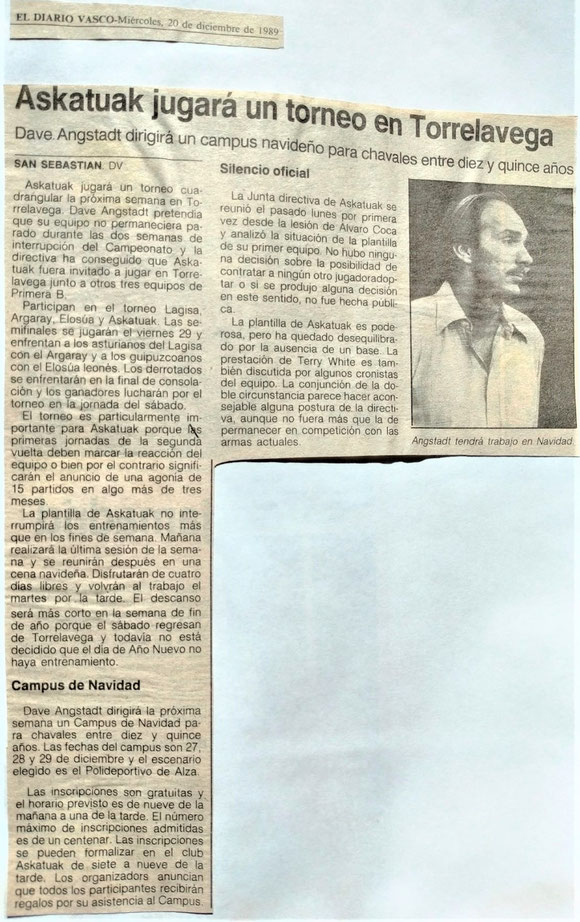 EL DIARIO VASCO-Miércoles, 20 de diciembre de 1989
Askatuak jugará un torneo en Torrelavega
Dave Angstadt dirigirá un campus navideño para chavales entre diez y quince años
SAN SEBASTIAN. DV
Askatuak jugará un torneo cua-
drangular la próxima semana en To-
rrelavega. Dave Angstadt pretendía
que su equipo no permaneciera pa-
rado durante las dos semanas de
interrupción del Campeonato y la
directiva ha conseguido que Aska-
tuak fuera invitado a jugar en Torre-
lavega junto a otros tres equipos de
Primera B.
Participan en el torneo Lagisa,
Argaray, Elosúa y Askatuak. Las se-
mifinales se jugarán el viernes 29 y
enfrentan a los asturianos del Lagisa
con el Argaray y a los guipuzcoanos
con el Elosúa leonés. Los derrotados
se enfrentarán en la final de consola-
ción y los ganadores lucharán por el
torneo en la jornada del sábado.
El torneo es particularmente im-
portante para Askatuak porque las
primeras jornadas de la segunda
vuelta deben marcar la reacción del
equipo o bien por el contrario signifi-
carán el anuncio de una agonía de
15 partidos en algo más de tres
meses.
La plantilla de Askatuak no inte-
rrumpirá los entrenamientos más
que en los fines de semana. Mañana
realizará la última sesión de la sema-
na y se reunirán después en una
cena navideña. Disfrutarán de cuatro
días libres y volvrán al trabajo el
martes por la tarde. El descanso
será más corto en la semana de fin
de año porque el sábado regresan
de Torrelavega y todavía no está
decidido que el día de Año Nuevo no
haya entrenamiento.
Campus de Navidad
Dave Angstadt dirigirá la próxima
semana un Campus de Navidad pa-
ra chavales entre diez y quince
años. Las fechas del campus son 27,
28 y 29 de diciembre y el escenario
elegido es el Polideportivo de Alza.
Las inscripciones son gratuitas y
el horario previsto es de nueve de la
mañana a una de la tarde. El número
máximo de inscripciones admitidas
es de un centenar. Las inscripciones
se pueden formalizar en el club
Askatuak de siete a nueve de la
tarde. Los organizadors anuncian
que todos los participantes recibirán
regalos por su asistencia al Campus.
Silencio oficial
La Junta directiva de Askatuak se
reunió el pasado lunes por primera
vez desde la lesión de Alvaro Coca
y analizó la situación de la plantilla
de su primer equipo. No hubo ningu-
na decisión sobre la posibilidad de
contratar a ningún otro jugadoradop-
tar o si se produjo alguna decisión
en este sentido, no fue hecha públi-
ca.
La plantilla de Askatuak es pode-
rosa, pero ha quedado desequilibra-
do por la ausencia de un base. La
prestación de Terry White es tam-
bién discutida por algunos cronistas
del equipo. La conjunción de la do-
ble circunstancia parece hacer acon-
sejable alguna postura de la directi-
va, aunque no fuera más que la de
permanecer en competición con las
armas actuales.
Angstadt tendrá trabajo en Navidad.